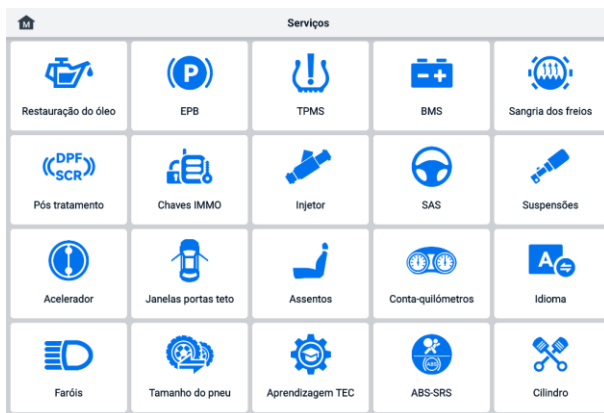 M
Serviços
Restauração do óleo
P
EPB
TPMS
BMS
Sangria dos freios
DPF
SCR
Pós tratamento
Chaves IMMO
Injetor
SAS
Suspensões
Acelerador
Janelas portas teto
Assentos
Conta-quilómetros
A
Idioma
Faróis
Tamanho do pneu
Aprendizagem TEC
ABS
ABS-SRS
Cilindro